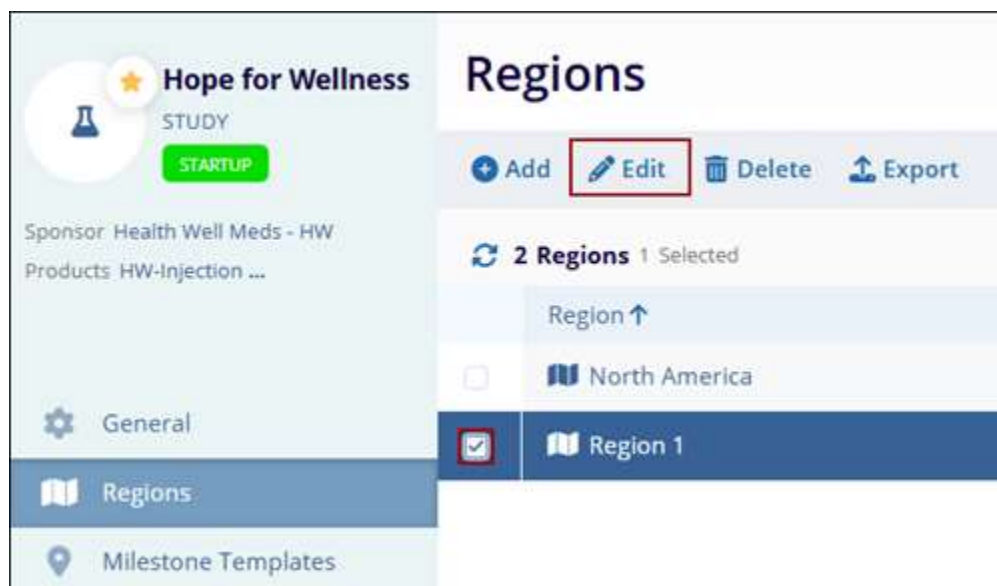 Hope for Wellness
STUDY
STARTUP
Sponsor Health Well Meds - HW
Products HW-Injection ...
General
Regions
Milestone Templates
Regions
Add Edit Delete Export
2 Regions 1 Selected
Region
North America
Region 1